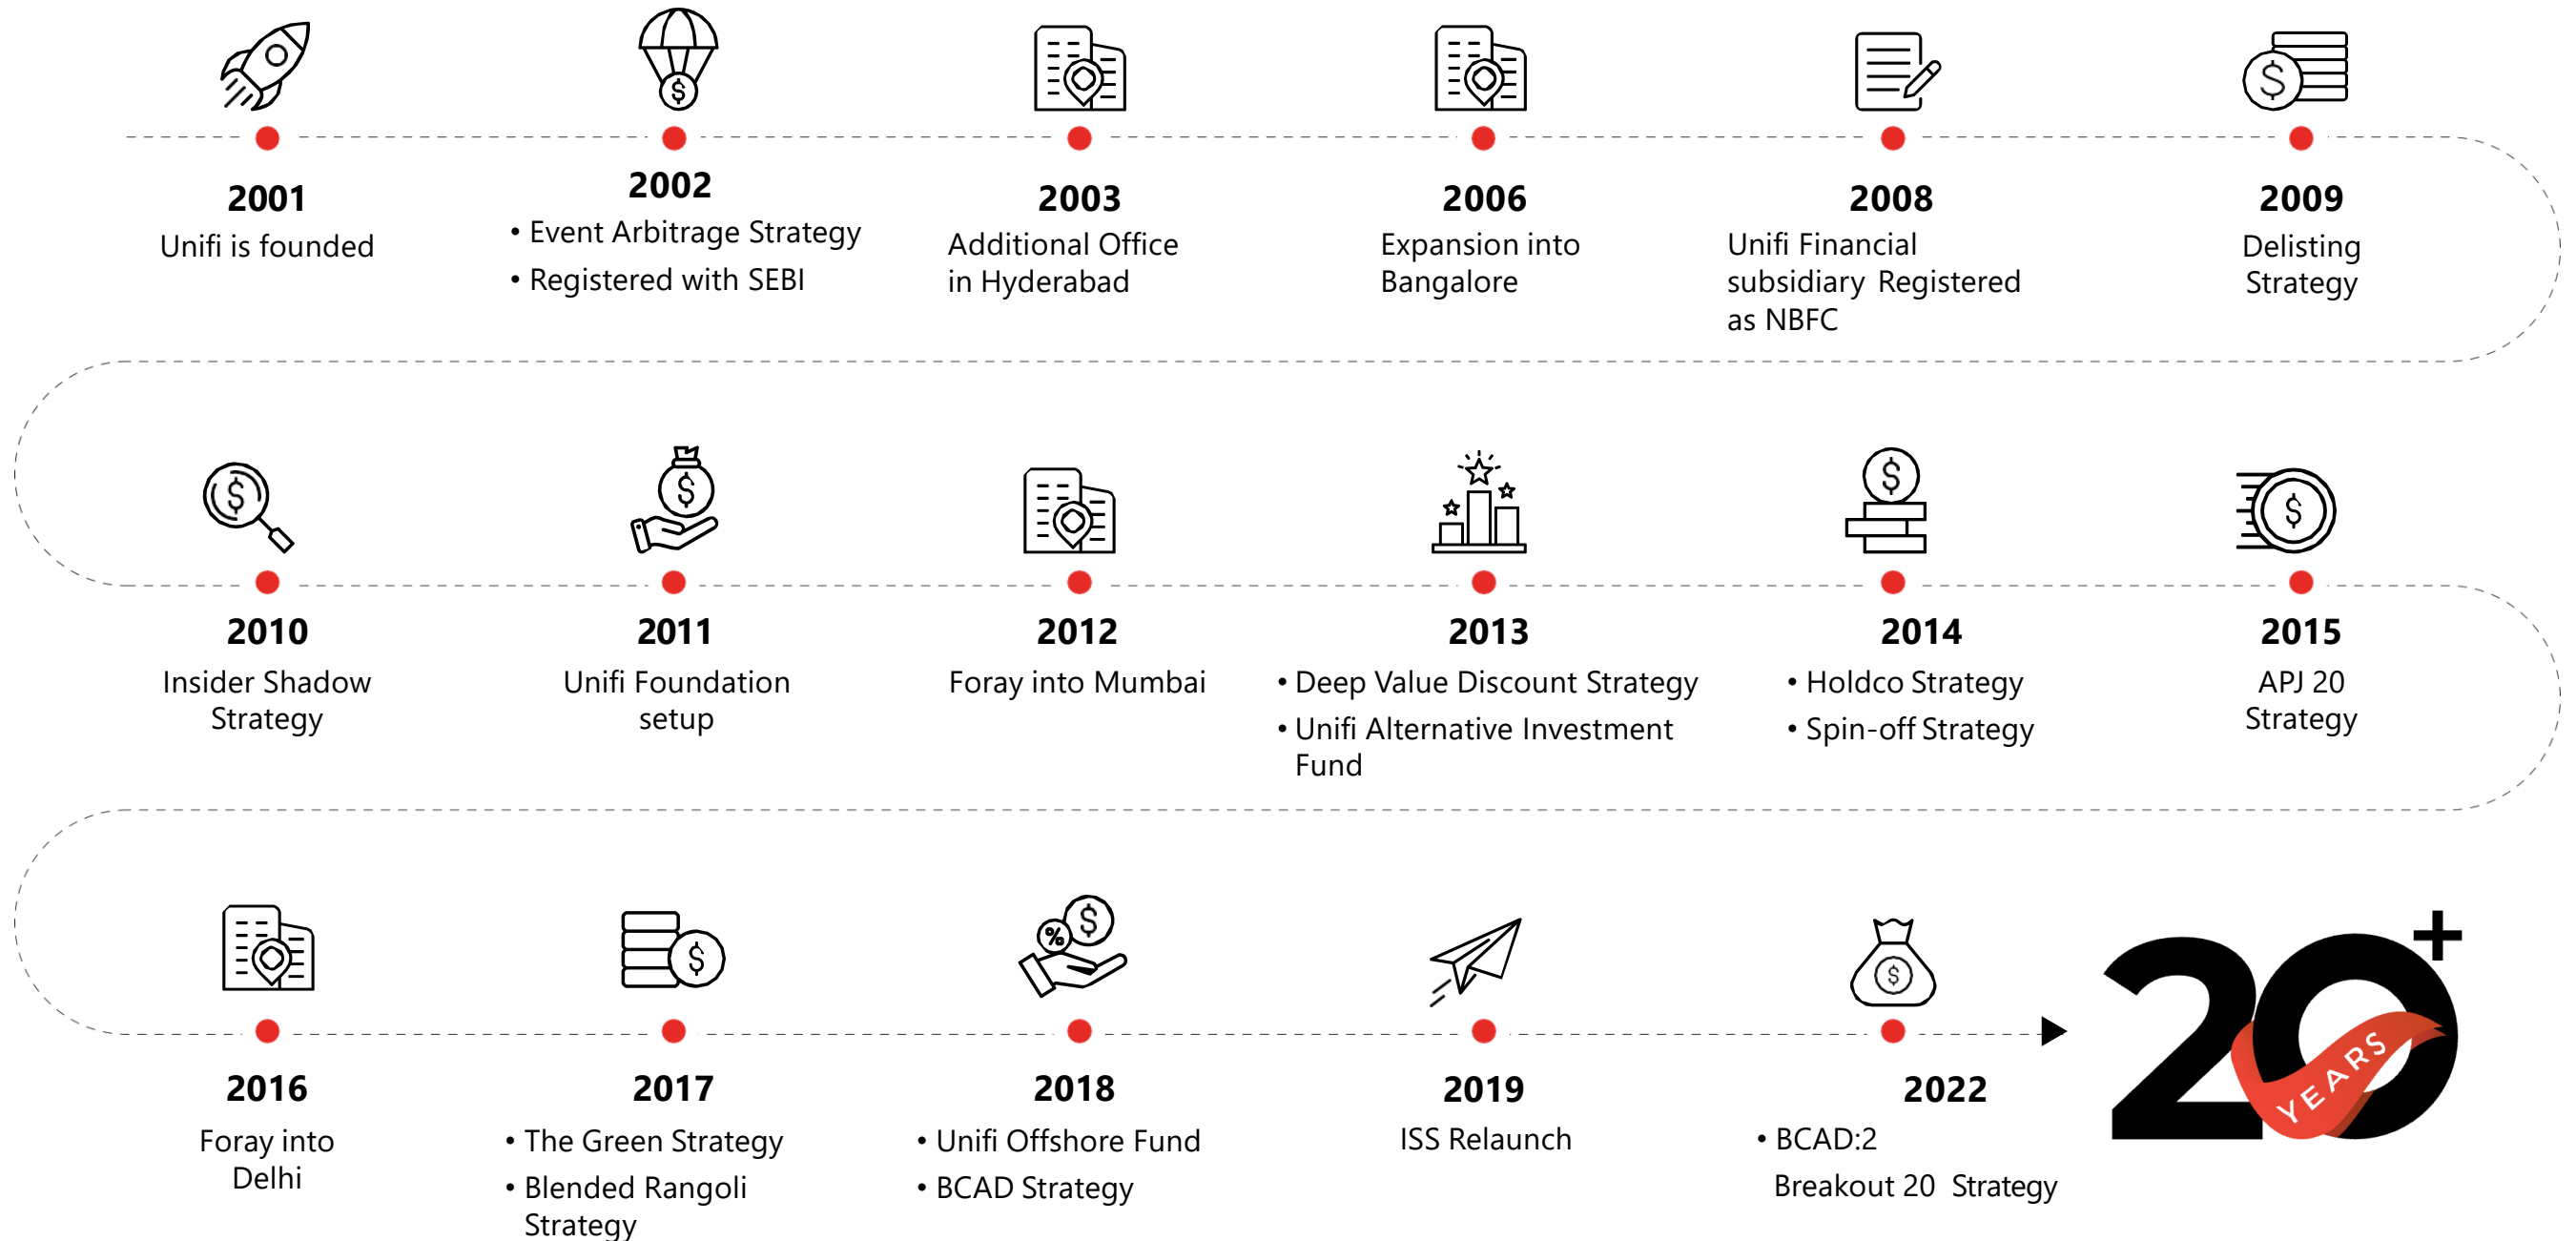 2001
Unifi is founded
2002
• Event Arbitrage Strategy
• Registered with SEBI
2003
Additional Office
in Hyderabad
2006
Expansion into
Bangalore
2008
Unifi Financial
subsidiary Registered
as NBFC
2009
Delisting
Strategy
2010
Insider Shadow
Strategy
2011
Unifi Foundation
setup
2012
Foray into Mumbai
2013
• Deep Value Discount Strategy
• Unifi Alternative Investment
Fund
2014
• Holdco Strategy
• Spin-off Strategy
2015
APJ 20
Strategy
2016
Foray into
Delhi
2017
• The Green Strategy
• Blended Rangoli
Strategy
2018
• Unifi Offshore Fund
• BCAD Strategy
2019
ISS Relaunch
2022
• BCAD:2
Breakout 20 Strategy
20+
YEARS